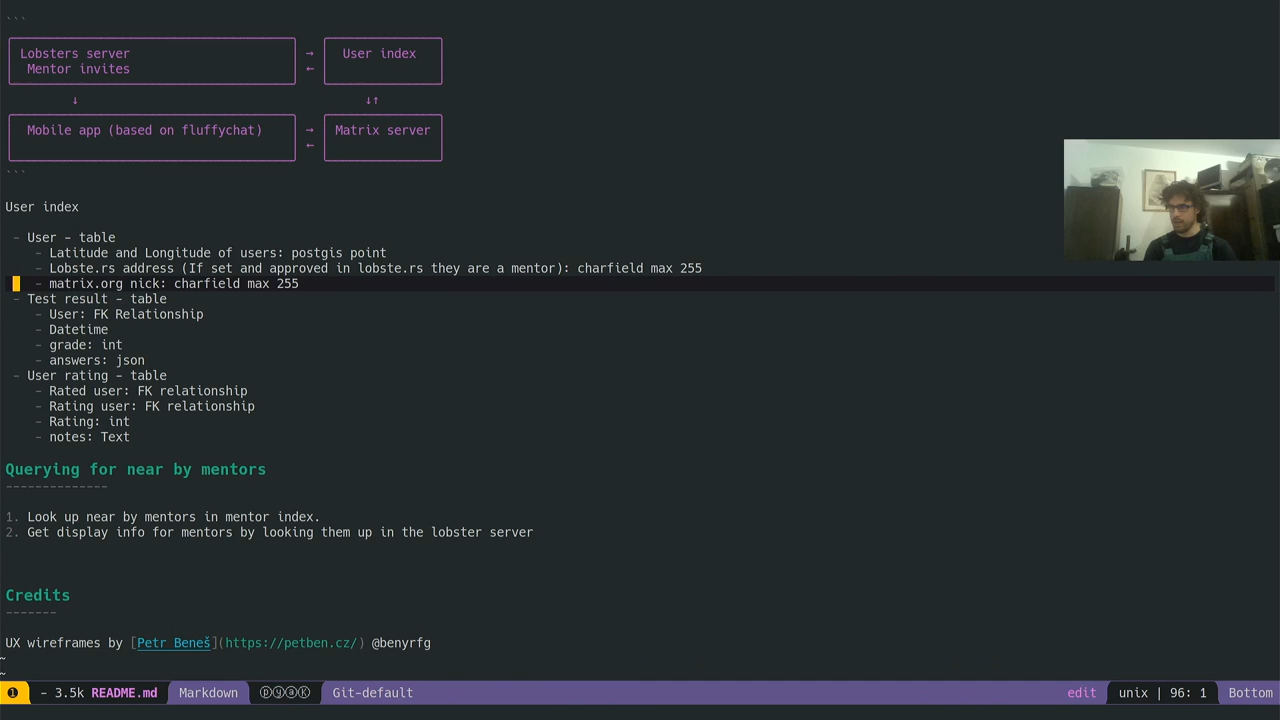 ```
Lobsters server → User index
Mentor invites ←
↓ ↓↑
Mobile app (based on fluffychat) → Matrix server
←
```
User index
- User - table
- Latitude and Longitude of users: postgis point
- Lobste.rs address (If set and approved in lobste.rs they are a mentor): charfield max 255
- matrix.org nick: charfield max 255
- Test result - table
- User: FK Relationship
- Datetime
- grade: int
- answers: json
- User rating - table
- Rated user: FK relationship
- Rating user: FK relationship
- Rating: int
- notes: Text
Querying for near by mentors
--------------
1. Look up near by mentors in mentor index.
2. Get display info for mentors by looking them up in the lobster server
Credits
-------
UX wireframes by [Petr Beneš](https://petben.cz/) @benyrfg
~
~
❶ - 3.5k README.md Markdown ⓟⓨⓐⓀ Git-default edit unix | 96: 1 Bottom